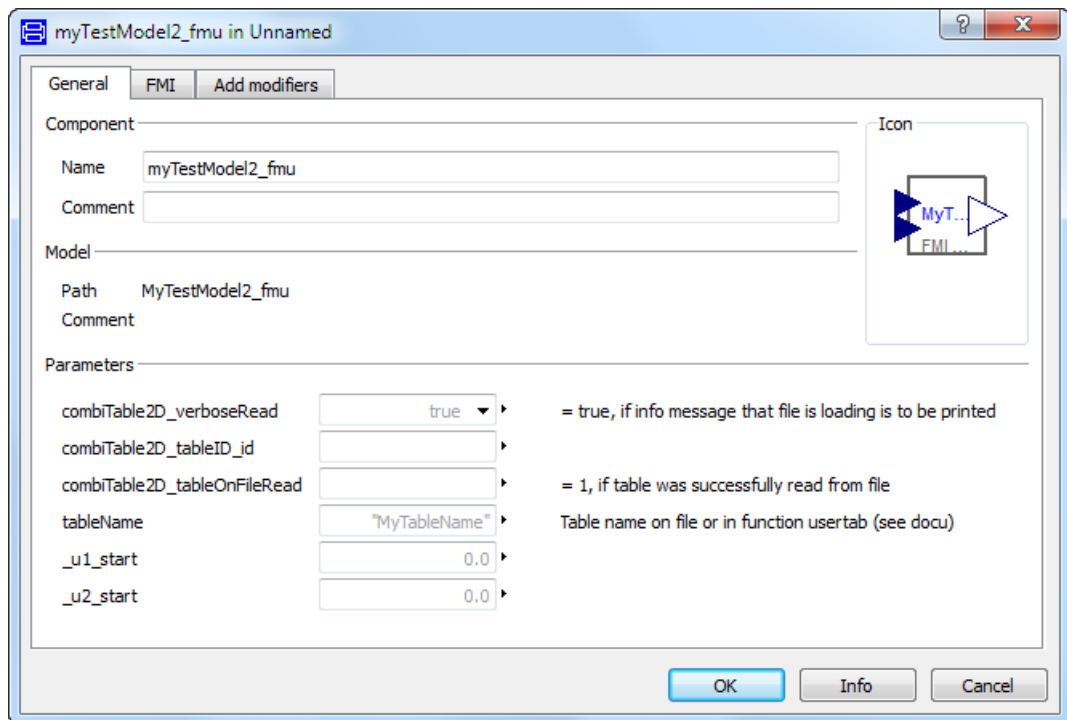 myTestModel2_fmu in Unnamed
General FMI Add modifiers
Component
Icon
Name myTestModel2_fmu
Comment
MyT...
FMI ...
Model
Path MyTestModel2_fmu
Comment
Parameters
combiTable2D_verboseRead true = true, if info message that file is loading is to be printed
combiTable2D_tableID_id
combiTable2D_tableOnFileRead = 1, if table was successfully read from file
tableName "MyTableName" Table name on file or in function usertab (see docu)
_u1_start 0.0
_u2_start 0.0
OK Info Cancel